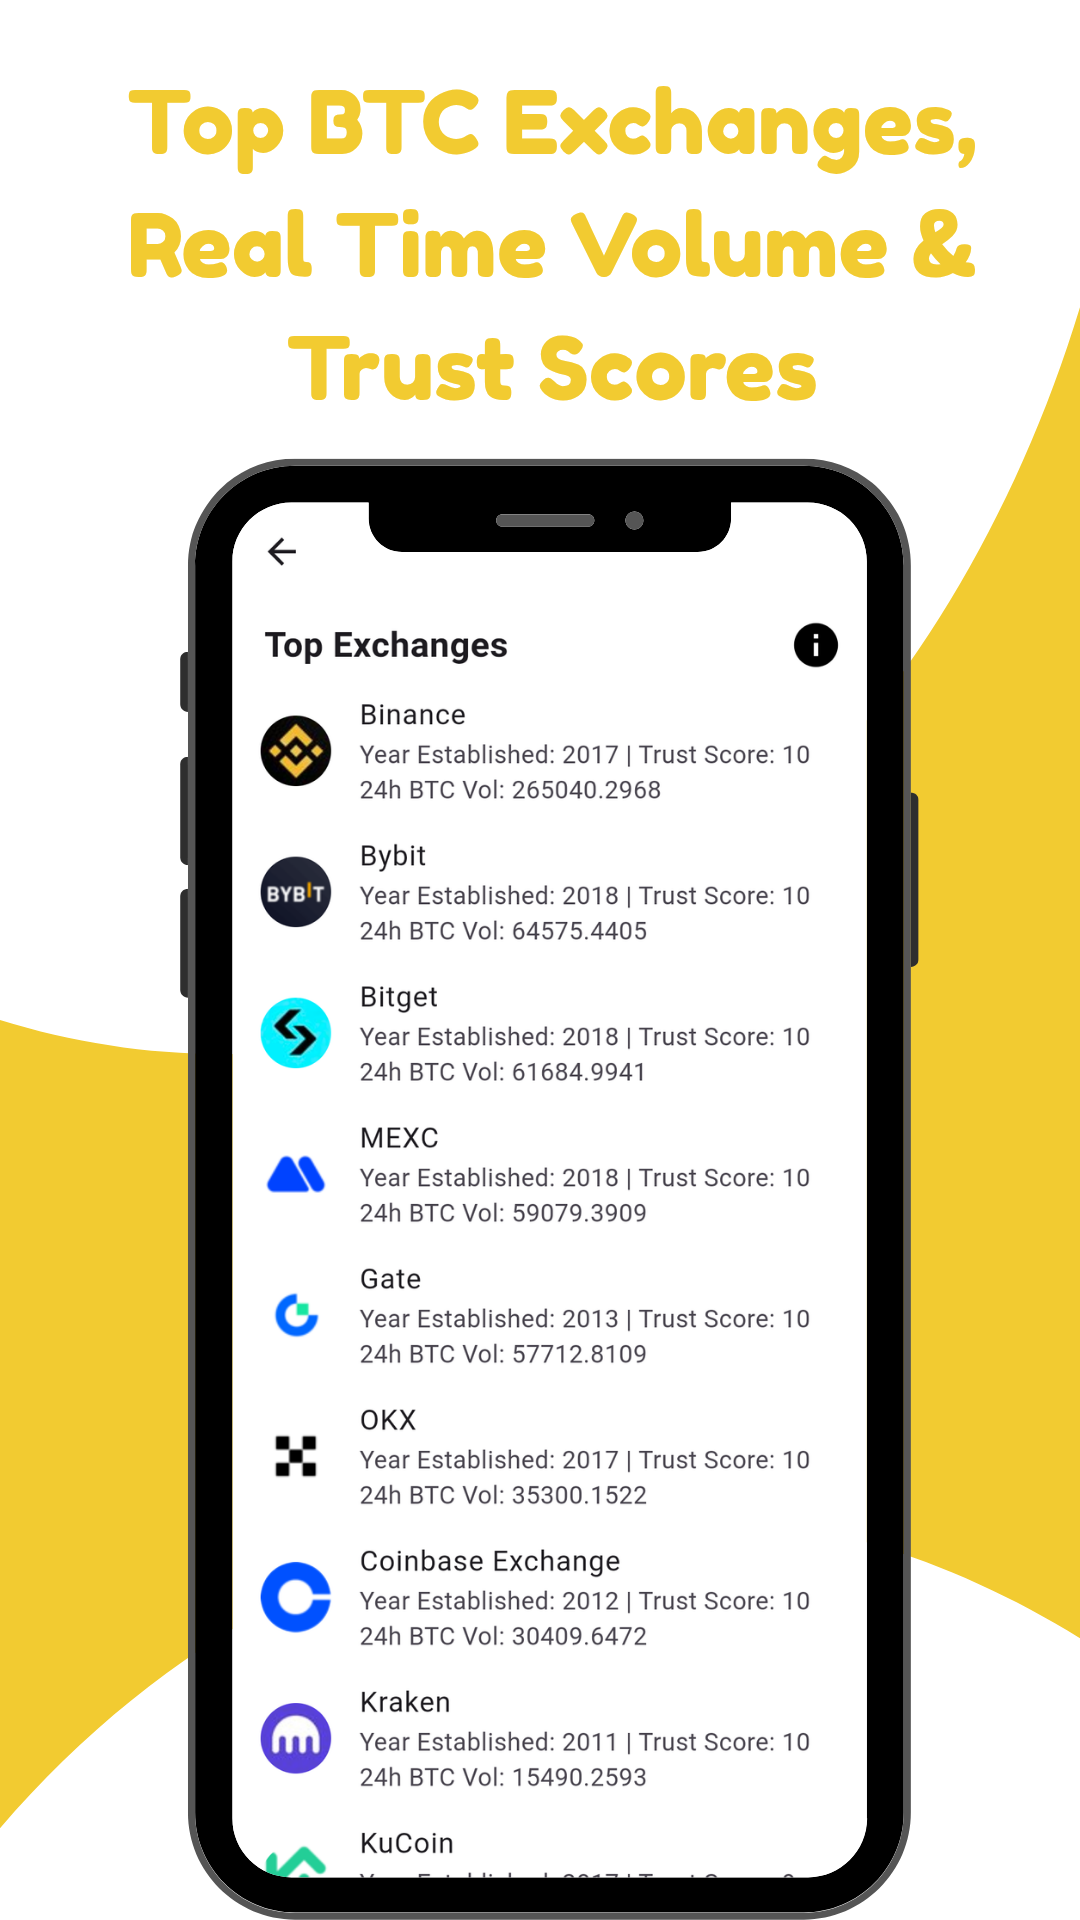 Top BTC Exchanges,
Real Time Volume &
Trust Scores
Top Exchanges
Binance
Year Established: 2017 | Trust Score: 10
24h BTC Vol: 265040.2968
BYBIT
Bybit
Year Established: 2018 | Trust Score: 10
24h BTC Vol: 64575.4405
Bitget
Year Established: 2018 | Trust Score: 10
24h BTC Vol: 61684.9941
MEXC
Year Established: 2018 | Trust Score: 10
24h BTC Vol: 59079.3909
Gate
Year Established: 2013 | Trust Score: 10
24h BTC Vol: 57712.8109
OKX
Year Established: 2017 | Trust Score: 10
24h BTC Vol: 35300.1522
Coinbase Exchange
Year Established: 2012 | Trust Score: 10
24h BTC Vol: 30409.6472
Kraken
Year Established: 2011 | Trust Score: 10
24h BTC Vol: 15490.2593
KuCoin